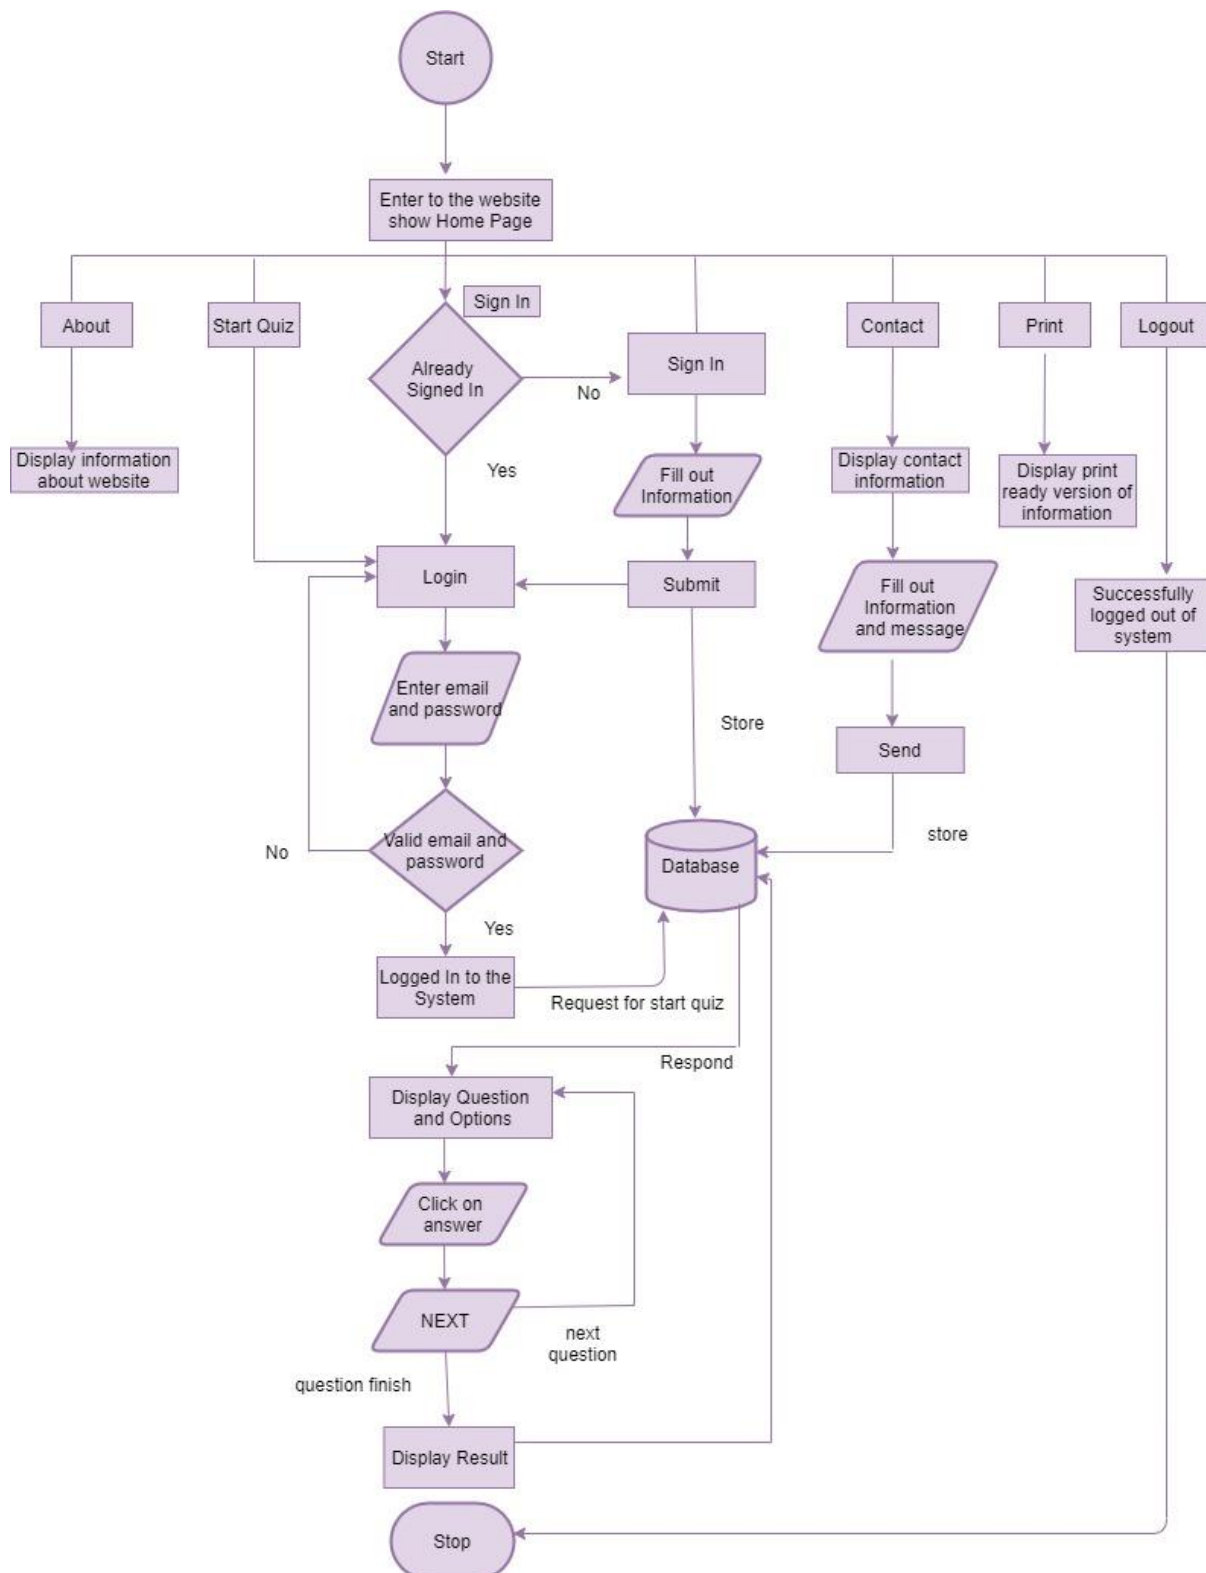 Start
Enter to the website
show Home Page
Sign In
About
Start Quiz
Contact
Print
Logout
Already
Signed In
No
Sign In
Display information
about website
Yes
Fill out
Information
Display contact
information
Display print
ready version of
information
Login
Submit
Fill out
Information
and message
Successfully
logged out of
system
Enter email
and password
Store
Send
No
Valid email and
password
Database
store
Yes
Logged In to the
System
Request for start quiz
Respond
Display Question
and Options
Click on
answer
NEXT
next
question
question finish
Display Result
Stop